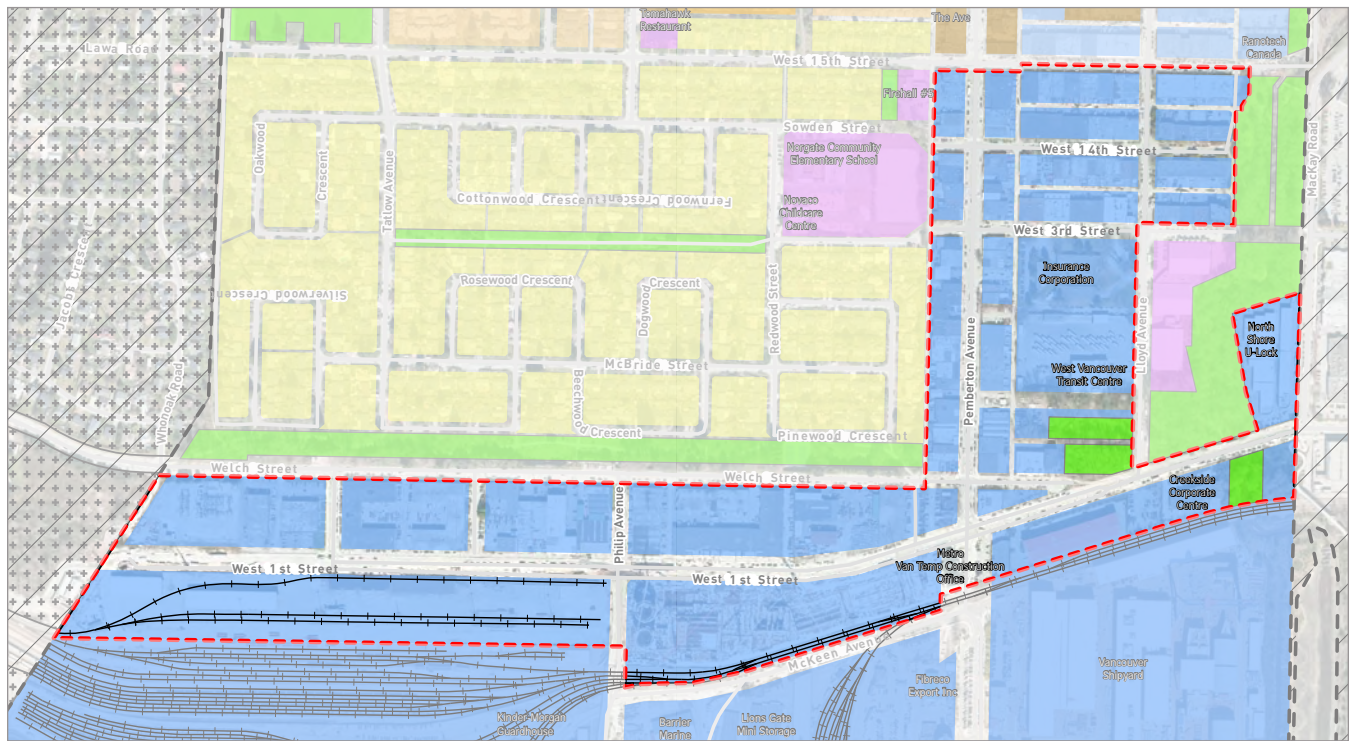 Tomahawk
Restaurant
The Ave
Lawa Road
West 15th Street
Ranotech
Canada
Firehall #3
Sowden Street
MacKay Road
Oakwood
Crescent
Tatlow Avenue
Norgate Community
Elementary School
West 14th Street
Cottonwood Crescent
Fernwood Crescent
Novaco
Childcare
Centre
West 3rd Street
Jacobs Crescent
Silverwood Crescen
Rosewood Crescent
Dogwood
Crescent
Redwood Street
Insurance
Corporation
Pemberton Avenue
Lloyd Avenue
North
Shore
U-Lock
McBride Street
West Vancouver
Transit Centre
Whonoak Road
Beechwood Crescent
Pinewood Crescent
Welch Street
Welch Street
Philip Avenue
Creekside
Corporate
Centre
West 1st Street
West 1st Street
Metro
Van Temp Construction
Office
McKeen Avenue
Vancouver
Shipyard
Fibreco
Export Inc
Kinder-Morgan
Guardhouse
Barrier
Marine
Lions Gate
Mini Storage